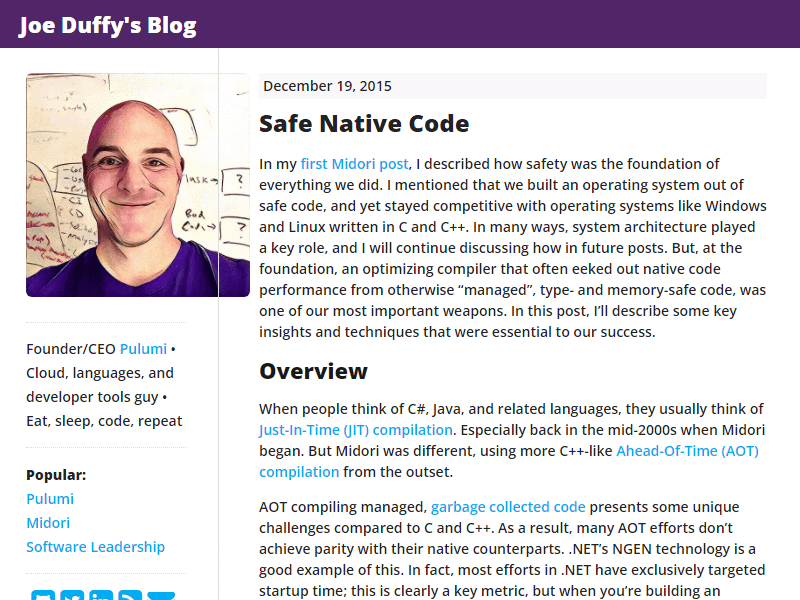 Joe Duffy's Blog
Founder/CEO Pulumi •
Cloud, languages, and
developer tools guy •
Eat, sleep, code, repeat
Popular:
Pulumi
Midori
Software Leadership
December 19, 2015
Safe Native Code
In my first Midori post, I described how safety was the foundation of
everything we did. I mentioned that we built an operating system out of
safe code, and yet stayed competitive with operating systems like Windows
and Linux written in C and C++. In many ways, system architecture played
a key role, and I will continue discussing how in future posts. But, at the
foundation, an optimizing compiler that often eeked out native code
performance from otherwise “managed”, type- and memory-safe code, was
one of our most important weapons. In this post, I’ll describe some key
insights and techniques that were essential to our success.
Overview
When people think of C#, Java, and related languages, they usually think of
Just-In-Time (JIT) compilation. Especially back in the mid-2000s when Midori
began. But Midori was different, using more C++-like Ahead-Of-Time (AOT)
compilation from the outset.
AOT compiling managed, garbage collected code presents some unique
challenges compared to C and C++. As a result, many AOT efforts don’t
achieve parity with their native counterparts. .NET’s NGEN technology is a
good example of this. In fact, most efforts in .NET have exclusively targeted
startup time; this is clearly a key metric, but when you’re building an